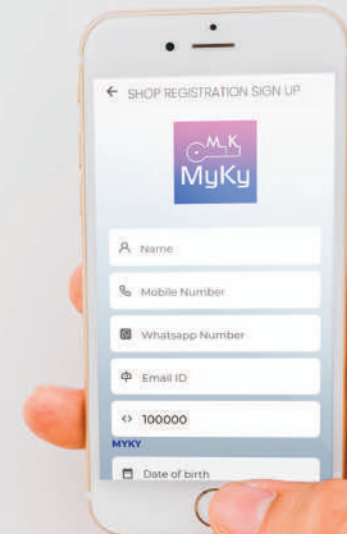 SHOP REGISTRATION SIGN UP
M K
MyKy
Name
Mobile Number
Whatsapp Number
Email ID
100000
MYKY
Date of birth